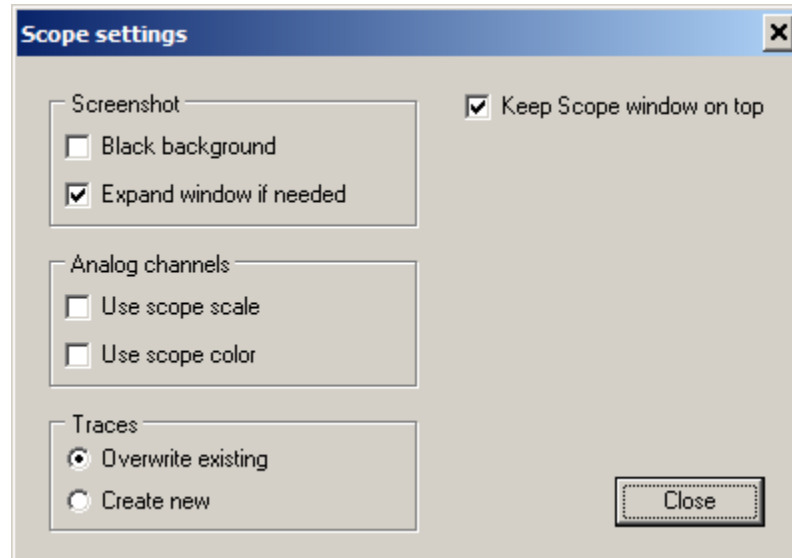 Scope settings
Screenshot
Black background
Expand window if needed
Keep Scope window on top
Analog channels
Use scope scale
Use scope color
Traces
Overwrite existing
Create new
Close